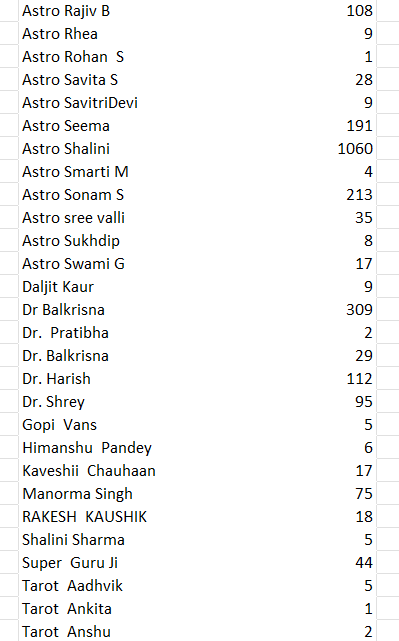 Astro Rajiv B 108
Astro Rhea 9
Astro Rohan  S 1
Astro Savita S 28
Astro SavitriDevi 9
Astro Seema 191
Astro Shalini 1060
Astro Smarti M 4
Astro Sonam S 213
Astro sree valli 35
Astro Sukhdip 8
Astro Swami G 17
Daljit Kaur 9
Dr Balkrisna 309
Dr.  Pratibha 2
Dr. Balkrisna 29
Dr. Harish 112
Dr. Shrey 95
Gopi  Vans 5
Himanshu  Pandey 6
Kaveshii  Chauhaan 17
Manorma Singh 75
RAKESH  KAUSHIK 18
Shalini Sharma 5
Super  Guru Ji 44
Tarot  Aadhvik 5
Tarot  Ankita 1
Tarot  Anshu 2